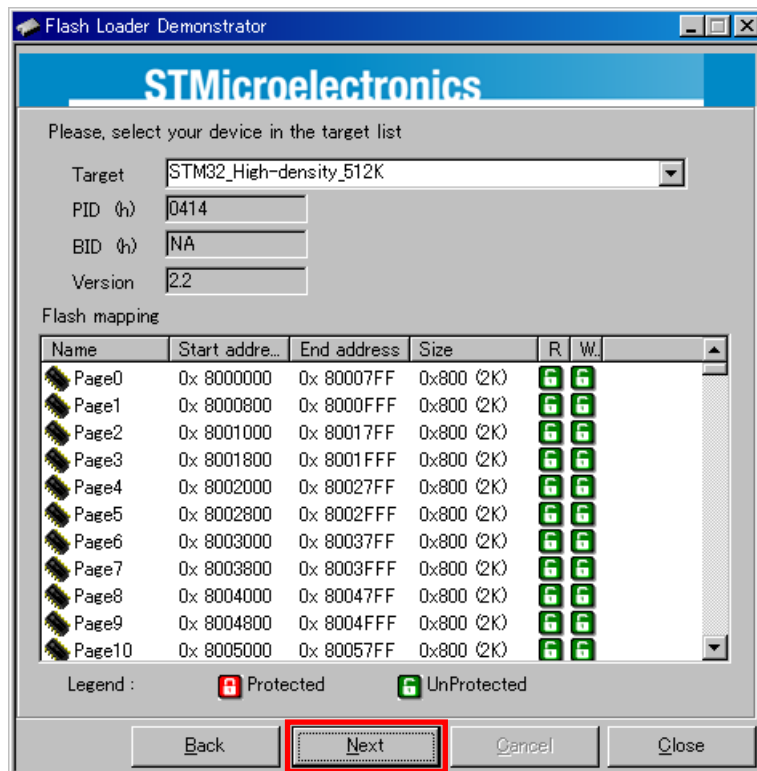 Flash Loader Demonstrator
STMicroelectronics
Please, select your device in the target list
Target STM32_High-density_512K
PID (h) 0414
BID (h) NA
Version 2.2
Flash mapping
Name Start addre... End address Size R W..
Page0 0x 8000000 0x 80007FF 0x800 (2K)
Page1 0x 8000800 0x 8000FFF 0x800 (2K)
Page2 0x 8001000 0x 80017FF 0x800 (2K)
Page3 0x 8001800 0x 8001FFF 0x800 (2K)
Page4 0x 8002000 0x 80027FF 0x800 (2K)
Page5 0x 8002800 0x 8002FFF 0x800 (2K)
Page6 0x 8003000 0x 80037FF 0x800 (2K)
Page7 0x 8003800 0x 8003FFF 0x800 (2K)
Page8 0x 8004000 0x 80047FF 0x800 (2K)
Page9 0x 8004800 0x 8004FFF 0x800 (2K)
Page10 0x 8005000 0x 80057FF 0x800 (2K)
Legend : Protected UnProtected
Back Next Cancel Close